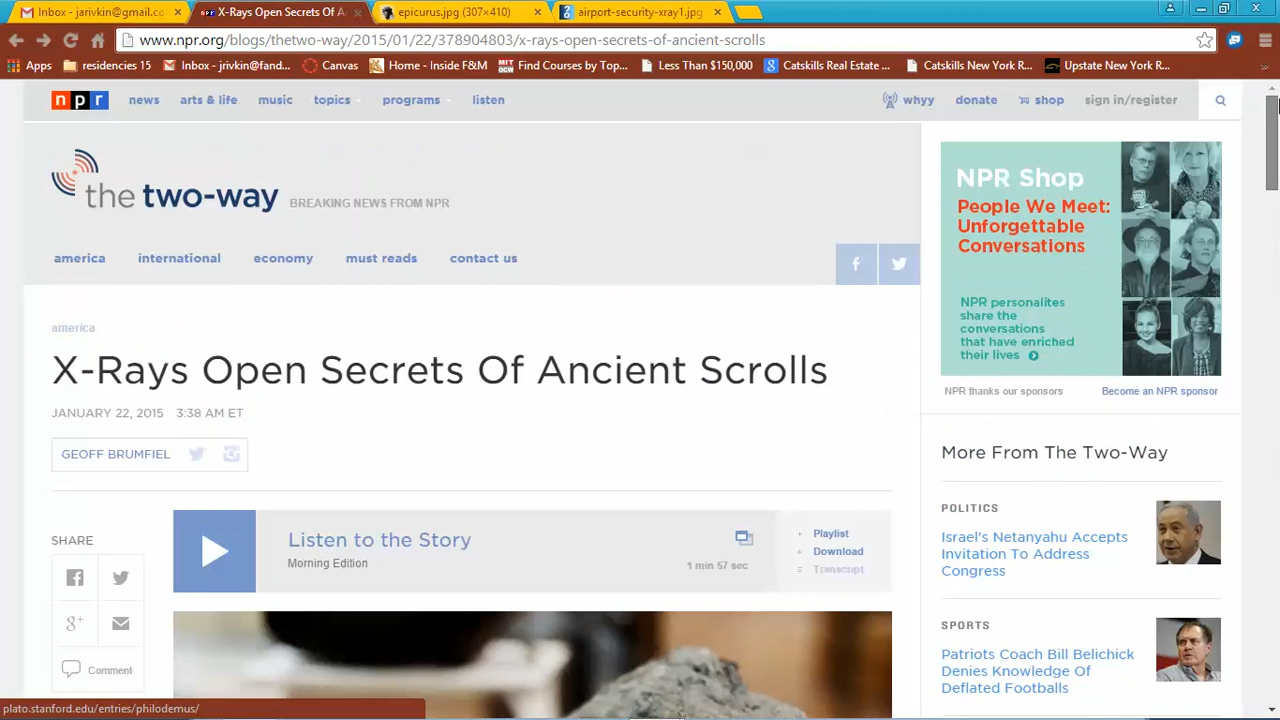 Inbox - jarivkin@gmail.co
X-Rays Open Secrets Of A
epicurus.jpg (307×410)
airport-security-xray1.jpg
www.npr.org/blogs/thetwo-way/2015/01/22/378904803/x-rays-open-secrets-of-ancient-scrolls
Apps residencies 15 Inbox - jrivkin@fand... Canvas Home - Inside F&M MIT OCW Find Courses by Top... Less Than $150,000 Catskills Real Estate ... Catskills New York R... Upstate New York R...
npr news arts & life music topics programs listen whyy donate shop sign in/register
the two-way BREAKING NEWS FROM NPR
america international economy must reads contact us
NPR Shop
People We Meet:
Unforgettable
Conversations
NPR personalites
share the
conversations
that have enriched
their lives
NPR thanks our sponsors Become an NPR sponsor
america
X-Rays Open Secrets Of Ancient Scrolls
JANUARY 22, 2015 3:38 AM ET
GEOFF BRUMFIEL
SHARE
g+
Comment
Listen to the Story
Morning Edition
1 min 57 sec
Playlist
Download
Transcript
More From The Two-Way
POLITICS
Israel's Netanyahu Accepts
Invitation To Address
Congress
SPORTS
Patriots Coach Bill Belichick
Denies Knowledge Of
Deflated Footballs
plato.stanford.edu/entries/philodemus/